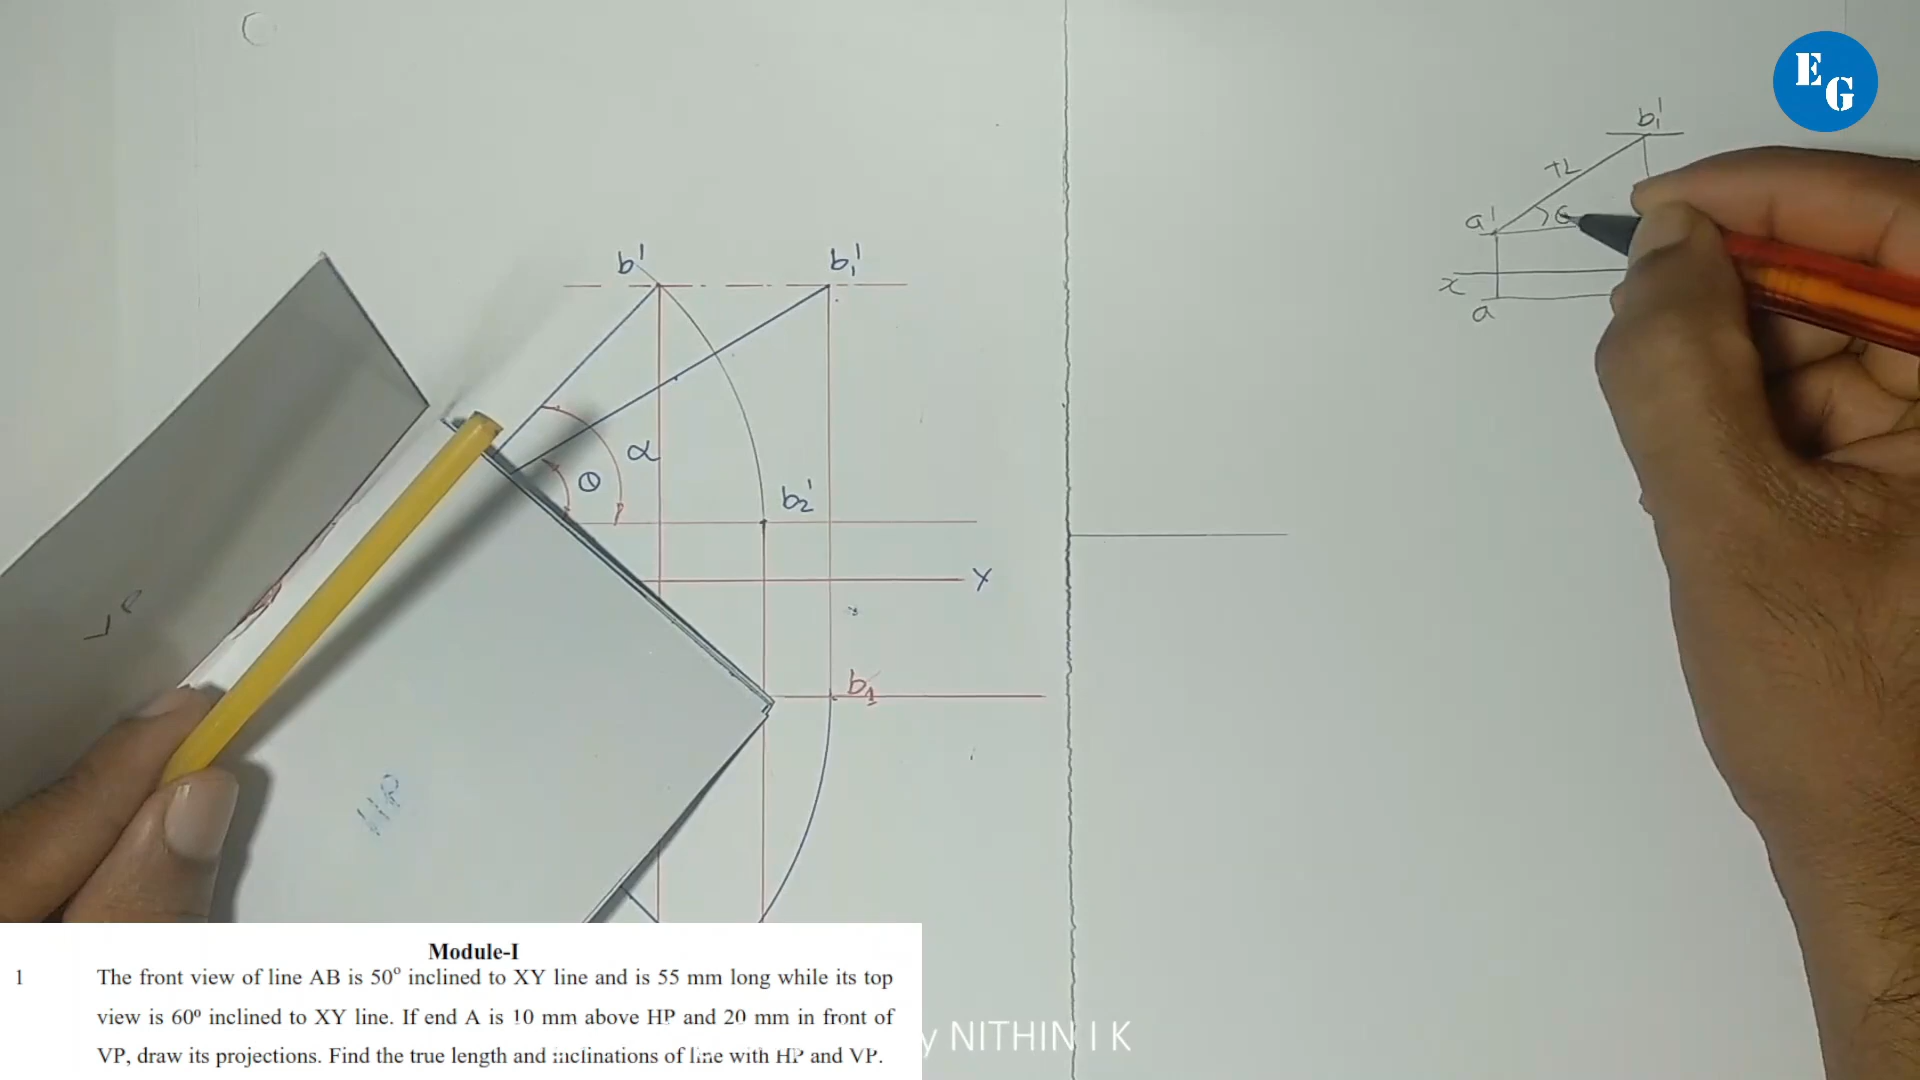 E
G
b₁'
TL
a'
θ
x
a
b'
b₁'
α
θ
b₂'
Y
b₁
VP
HP
Module-I
1 The front view of line AB is 50° inclined to XY line and is 55 mm long while its top
view is 60° inclined to XY line. If end A is 10 mm above HP and 20 mm in front of
VP, draw its projections. Find the true length and inclinations of line with HP and VP.
y NITHIN I K